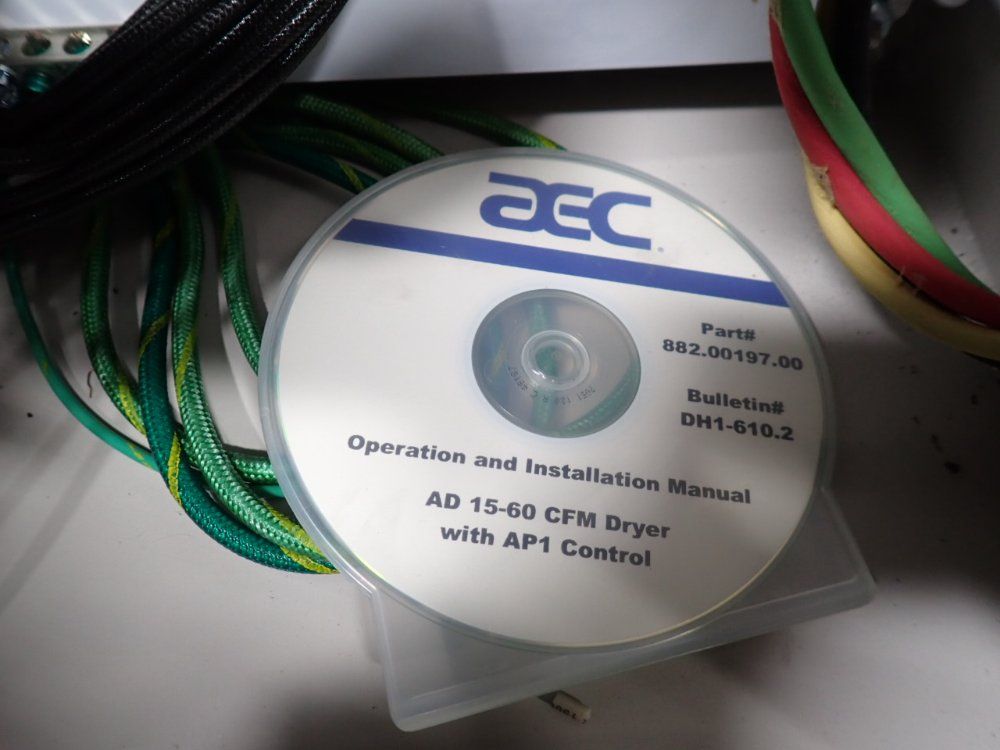 AEC
Part#
882.00197.00
Bulletin#
DH1-610.2
Operation and Installation Manual
AD 15-60 CFM Dryer
with AP1 Control